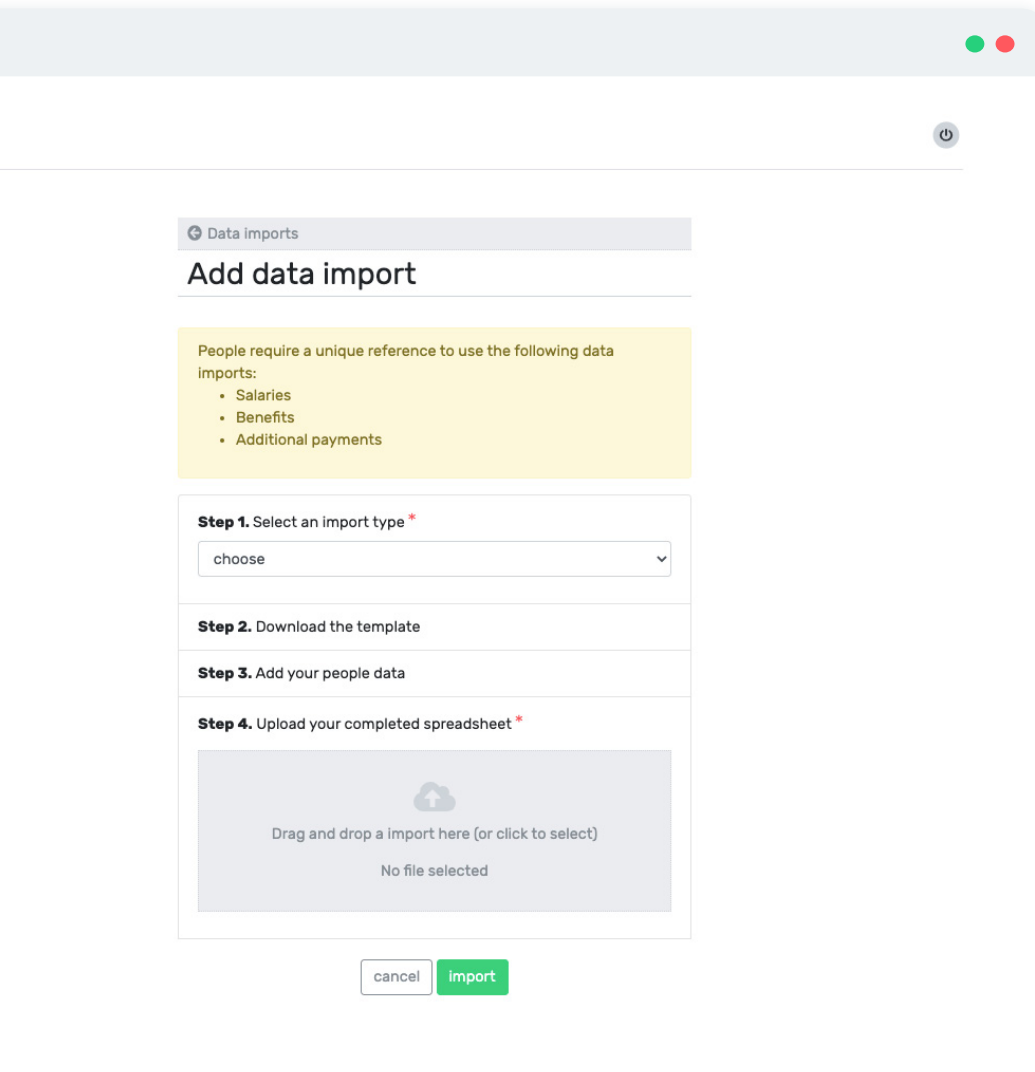 Data imports
Add data import
People require a unique reference to use the following data
imports:
• Salaries
• Benefits
• Additional payments
Step 1. Select an import type *
choose
Step 2. Download the template
Step 3. Add your people data
Step 4. Upload your completed spreadsheet *
Drag and drop a import here (or click to select)
No file selected
cancel import